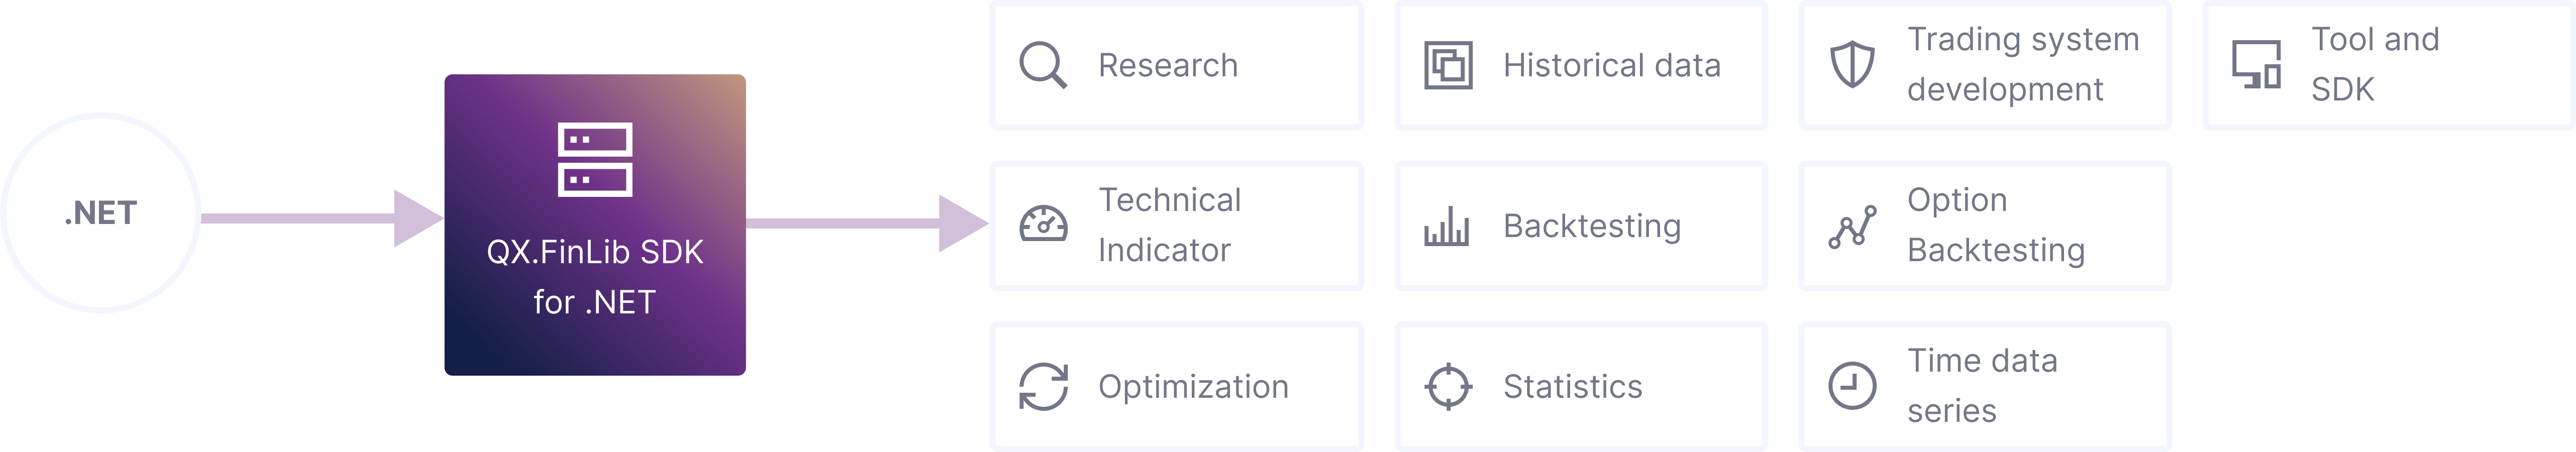 .NET
QX.FinLib SDK
for .NET
Research
Historical data
Trading system
development
Tool and
SDK
Technical
Indicator
Backtesting
Option
Backtesting
Optimization
Statistics
Time data
series